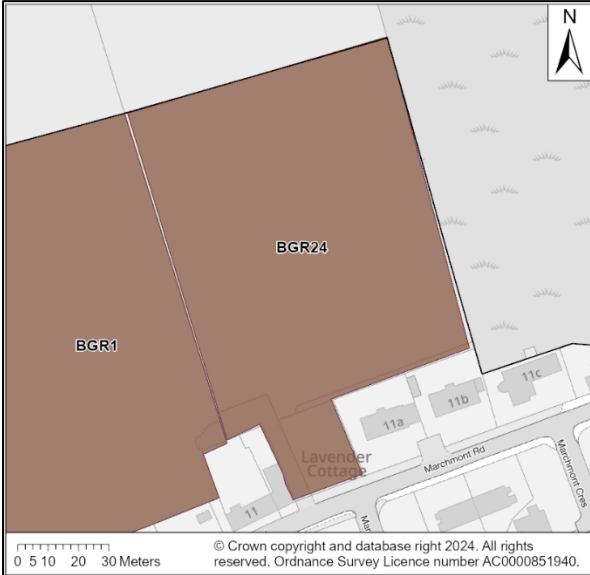 N
BGR24
BGR1
11c
11b
11a
Lavender
Cottage
Marchmont Rd
Marchmont Cres
11
Mar
0 5 10 20 30 Meters
© Crown copyright and database right 2024. All rights
reserved. Ordnance Survey Licence number AC0000851940.